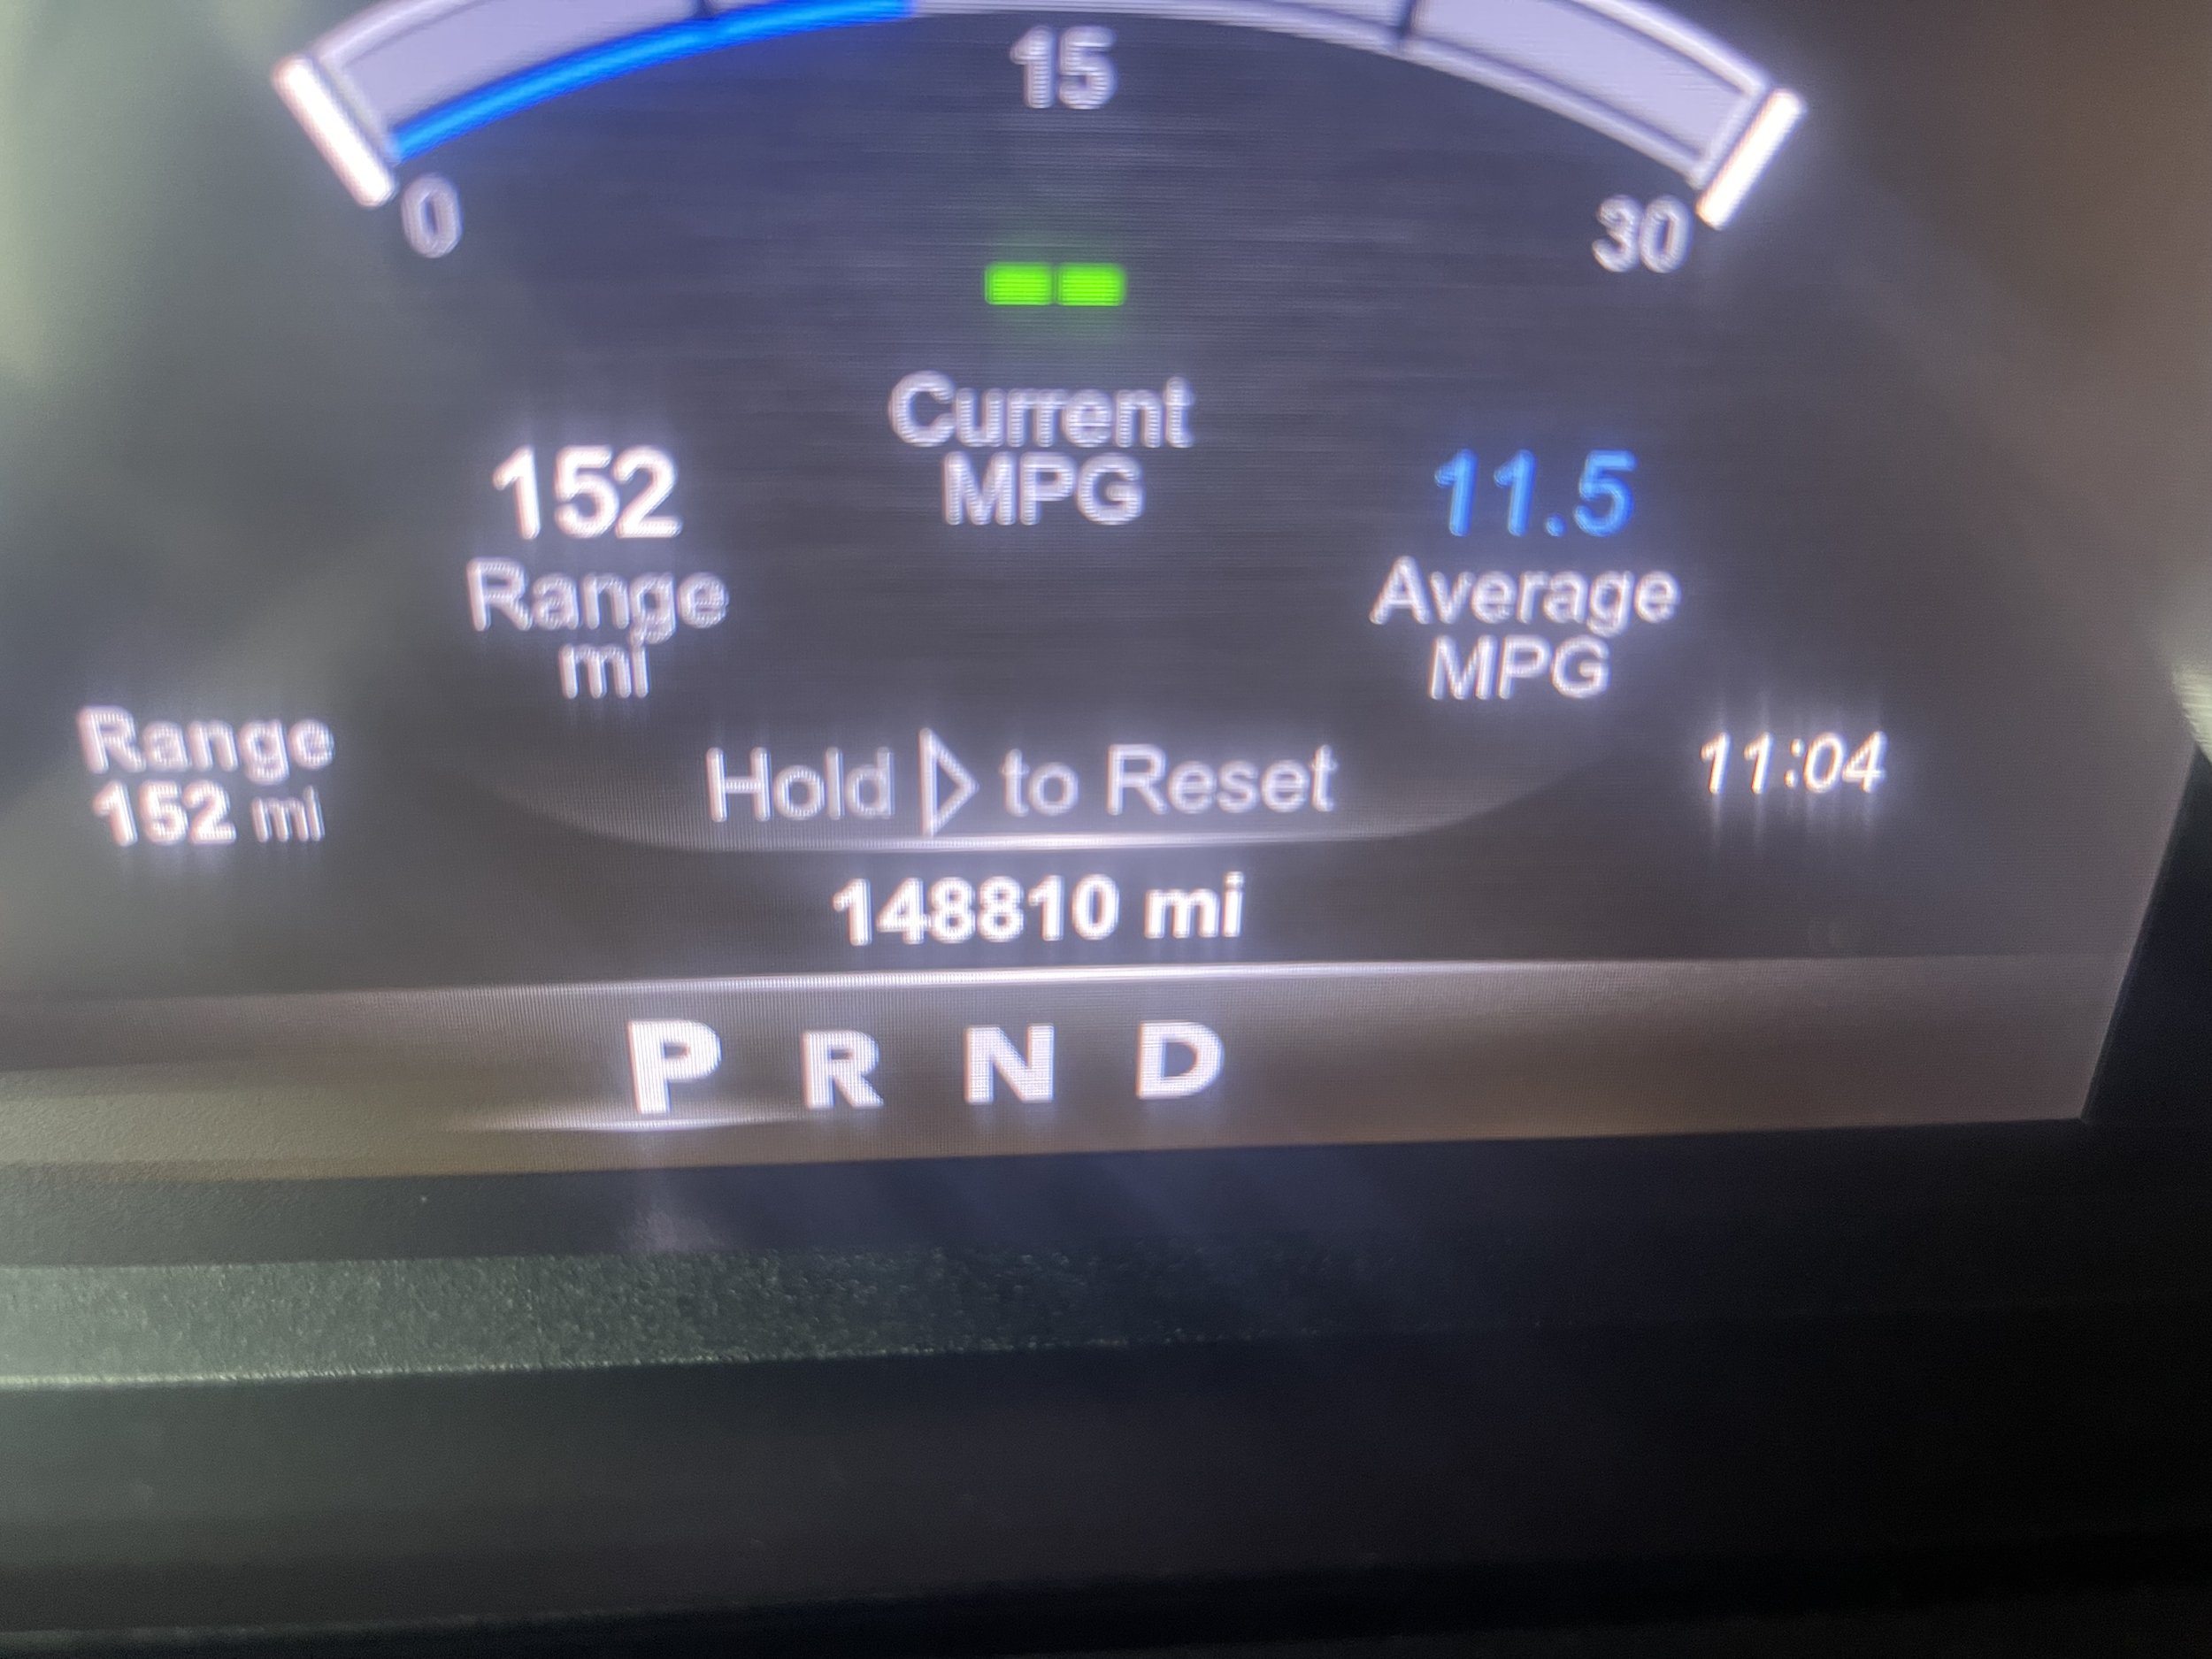 15
0
30
--
Current
MPG
152
Range
mi
11.5
Average
MPG
Range
152 mi
11:04
Hold ▷ to Reset
148810 mi
P R N D